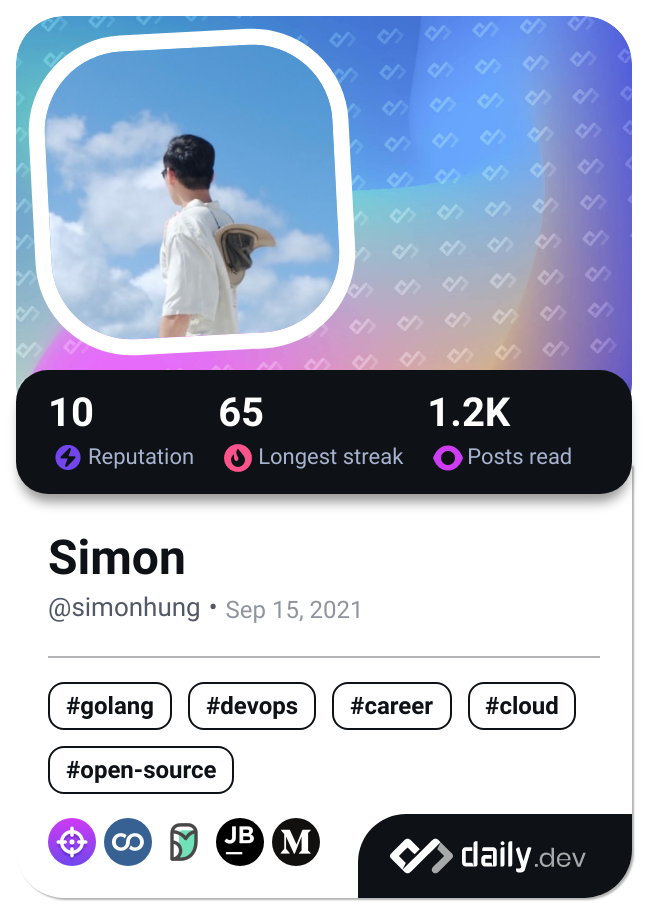 10 65 1.2K
Reputation Longest streak Posts read
Simon
@simonhung • Sep 15, 2021
#golang #devops #career #cloud
#open-source
JB M daily.dev